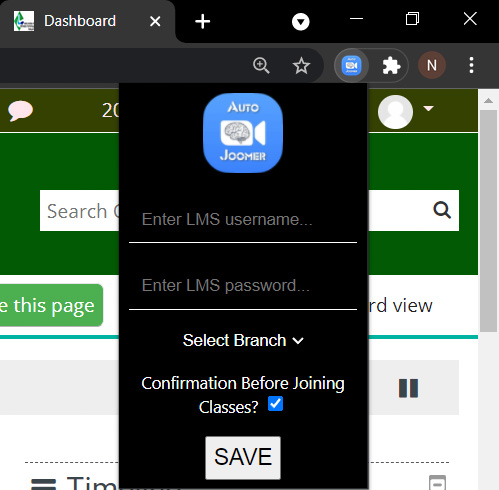 Dashboard
N
20
AUTO
JOOMER
Search
Enter LMS username...
Enter LMS password...
e this page
rd view
Select Branch
Confirmation Before Joining
Classes?
SAVE